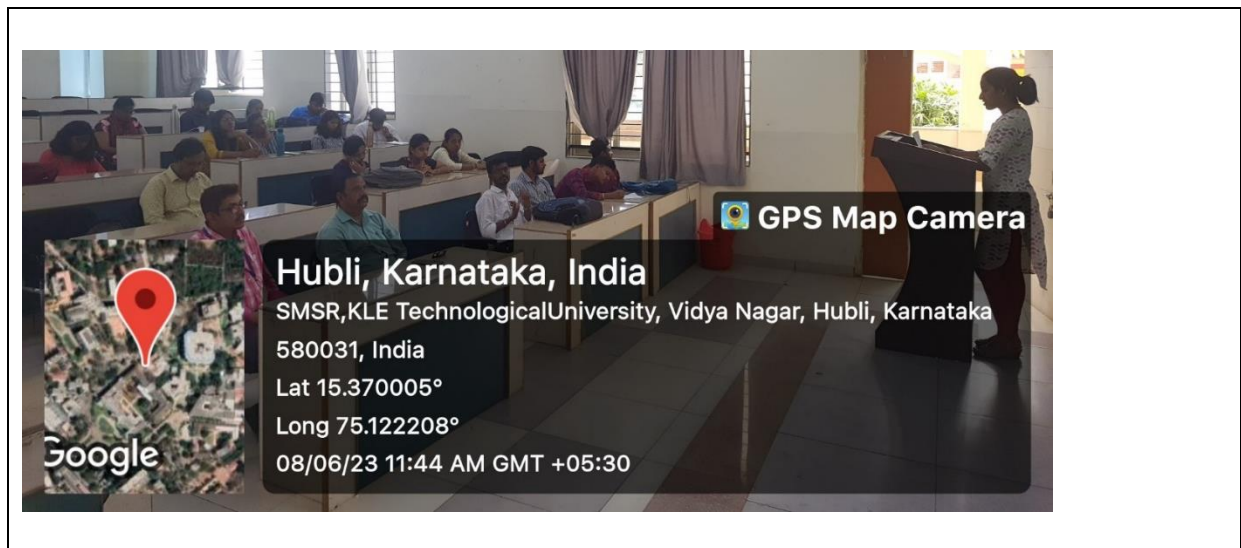 GPS Map Camera
Hubli, Karnataka, India
SMSR,KLE TechnologicalUniversity, Vidya Nagar, Hubli, Karnataka
580031, India
Lat 15.370005°
Long 75.122208°
08/06/23 11:44 AM GMT +05:30
Google